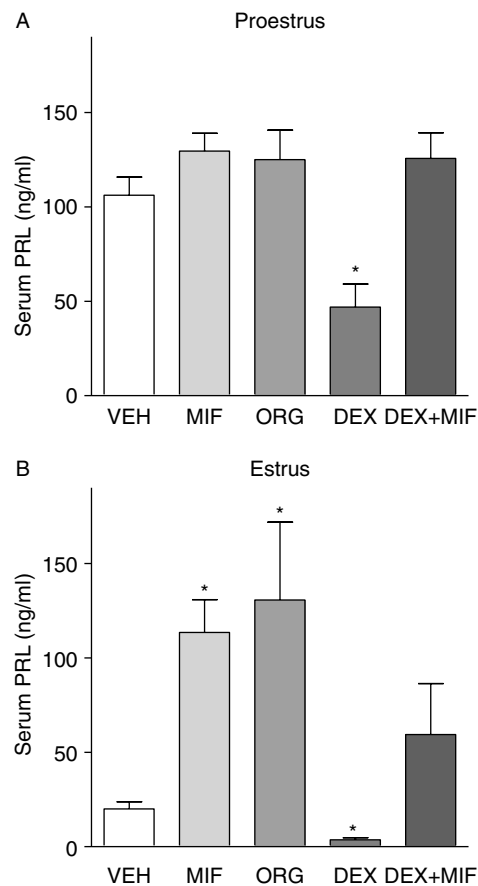 A Proestrus
Serum PRL (ng/ml)
150
100
50
0
*
VEH MIF ORG DEX DEX+MIF
B Estrus
Serum PRL (ng/ml)
150
100
50
0
*
*
*
VEH MIF ORG DEX DEX+MIF